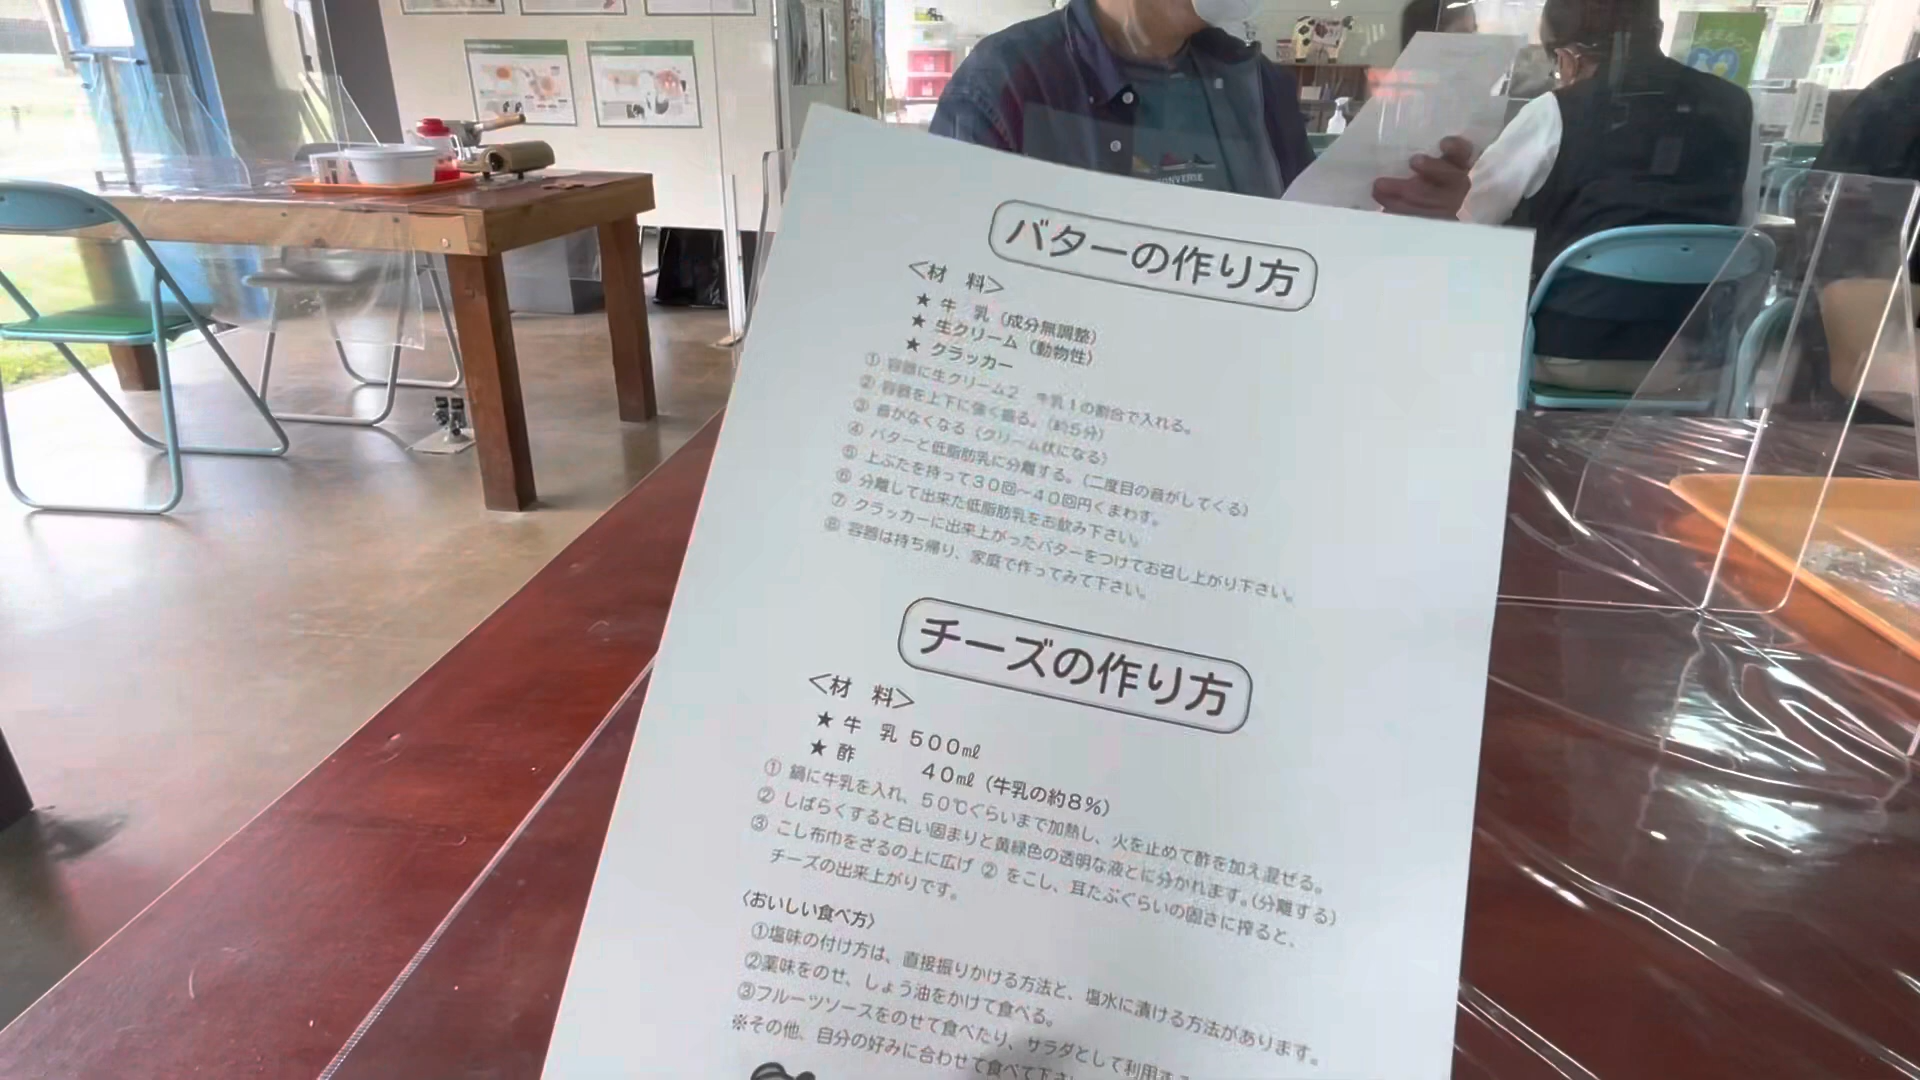 バターの作り方
<材　料>
★ 牛　乳（成分無調整）
★ 生クリーム（動物性）
★ クラッカー
① 容器に生クリーム2　牛乳1の割合で入れる。
② 容器を上下に強く振る。（約5分）
③ 音がなくなる（クリーム状になる）
④ バターと低脂肪乳に分離する。（二度目の音がしてくる）
⑤ 上ぶたを持って30回～40回円くまわす。
⑥ 分離して出来た低脂肪乳をお飲み下さい。
⑦ クラッカーに出来上がったバターをつけてお召し上がり下さい。
⑧ 容器は持ち帰り、家庭で作ってみて下さい。
チーズの作り方
<材　料>
★ 牛　乳 500㎖
★ 酢　　40㎖（牛乳の約8％）
① 鍋に牛乳を入れ、50℃ぐらいまで加熱し、火を止めて酢を加え混ぜる。
② しばらくすると白い固まりと黄緑色の透明な液とに分かれます。（分離する）
③ こし布巾をざるの上に広げ ② をこし、耳たぶぐらいの固さに搾ると、
チーズの出来上がりです。
〈おいしい食べ方〉
①塩味の付け方は、直接振りかける方法と、塩水に漬ける方法があります。
②薬味をのせ、しょう油をかけて食べる。
③フルーツソースをのせて食べたり、サラダとして利用する
※その他、自分の好みに合わせて食べて下さい
CONVERSE